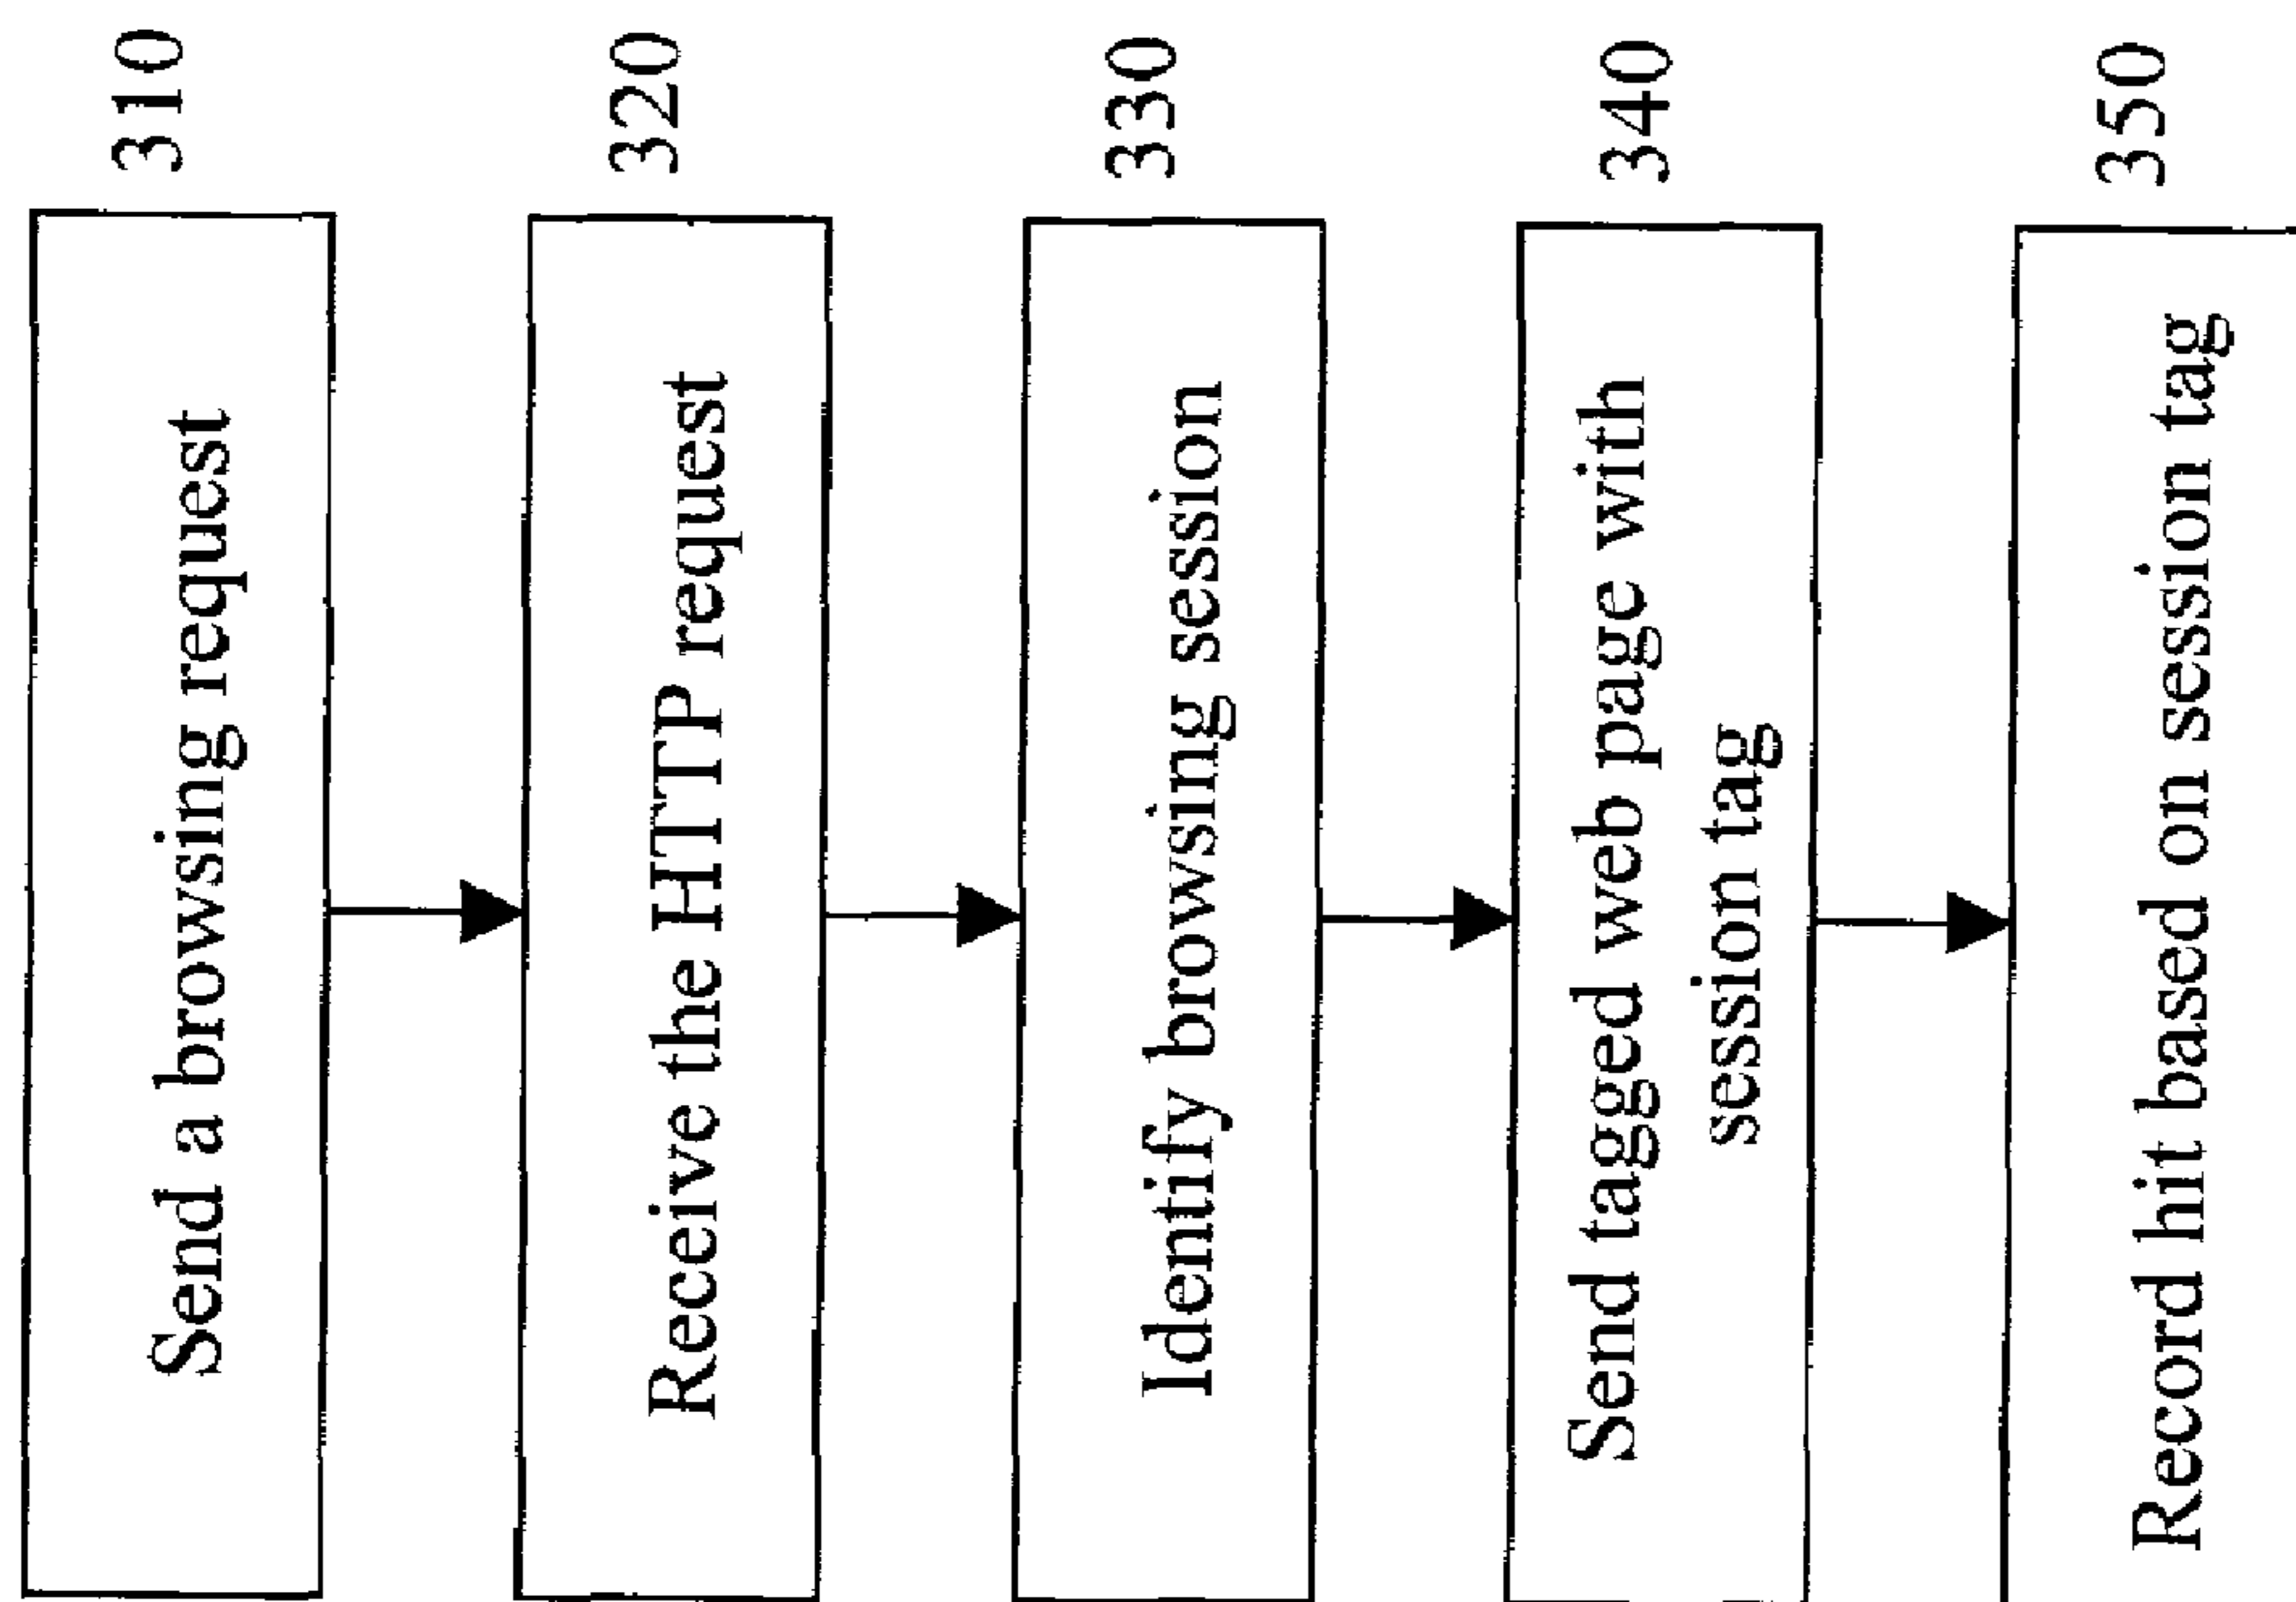 Send a browsing request
310
Receive the HTTP request
320
Identify browsing session
330
Send tagged web page with
session tag
340
Record hit based on session tag
350